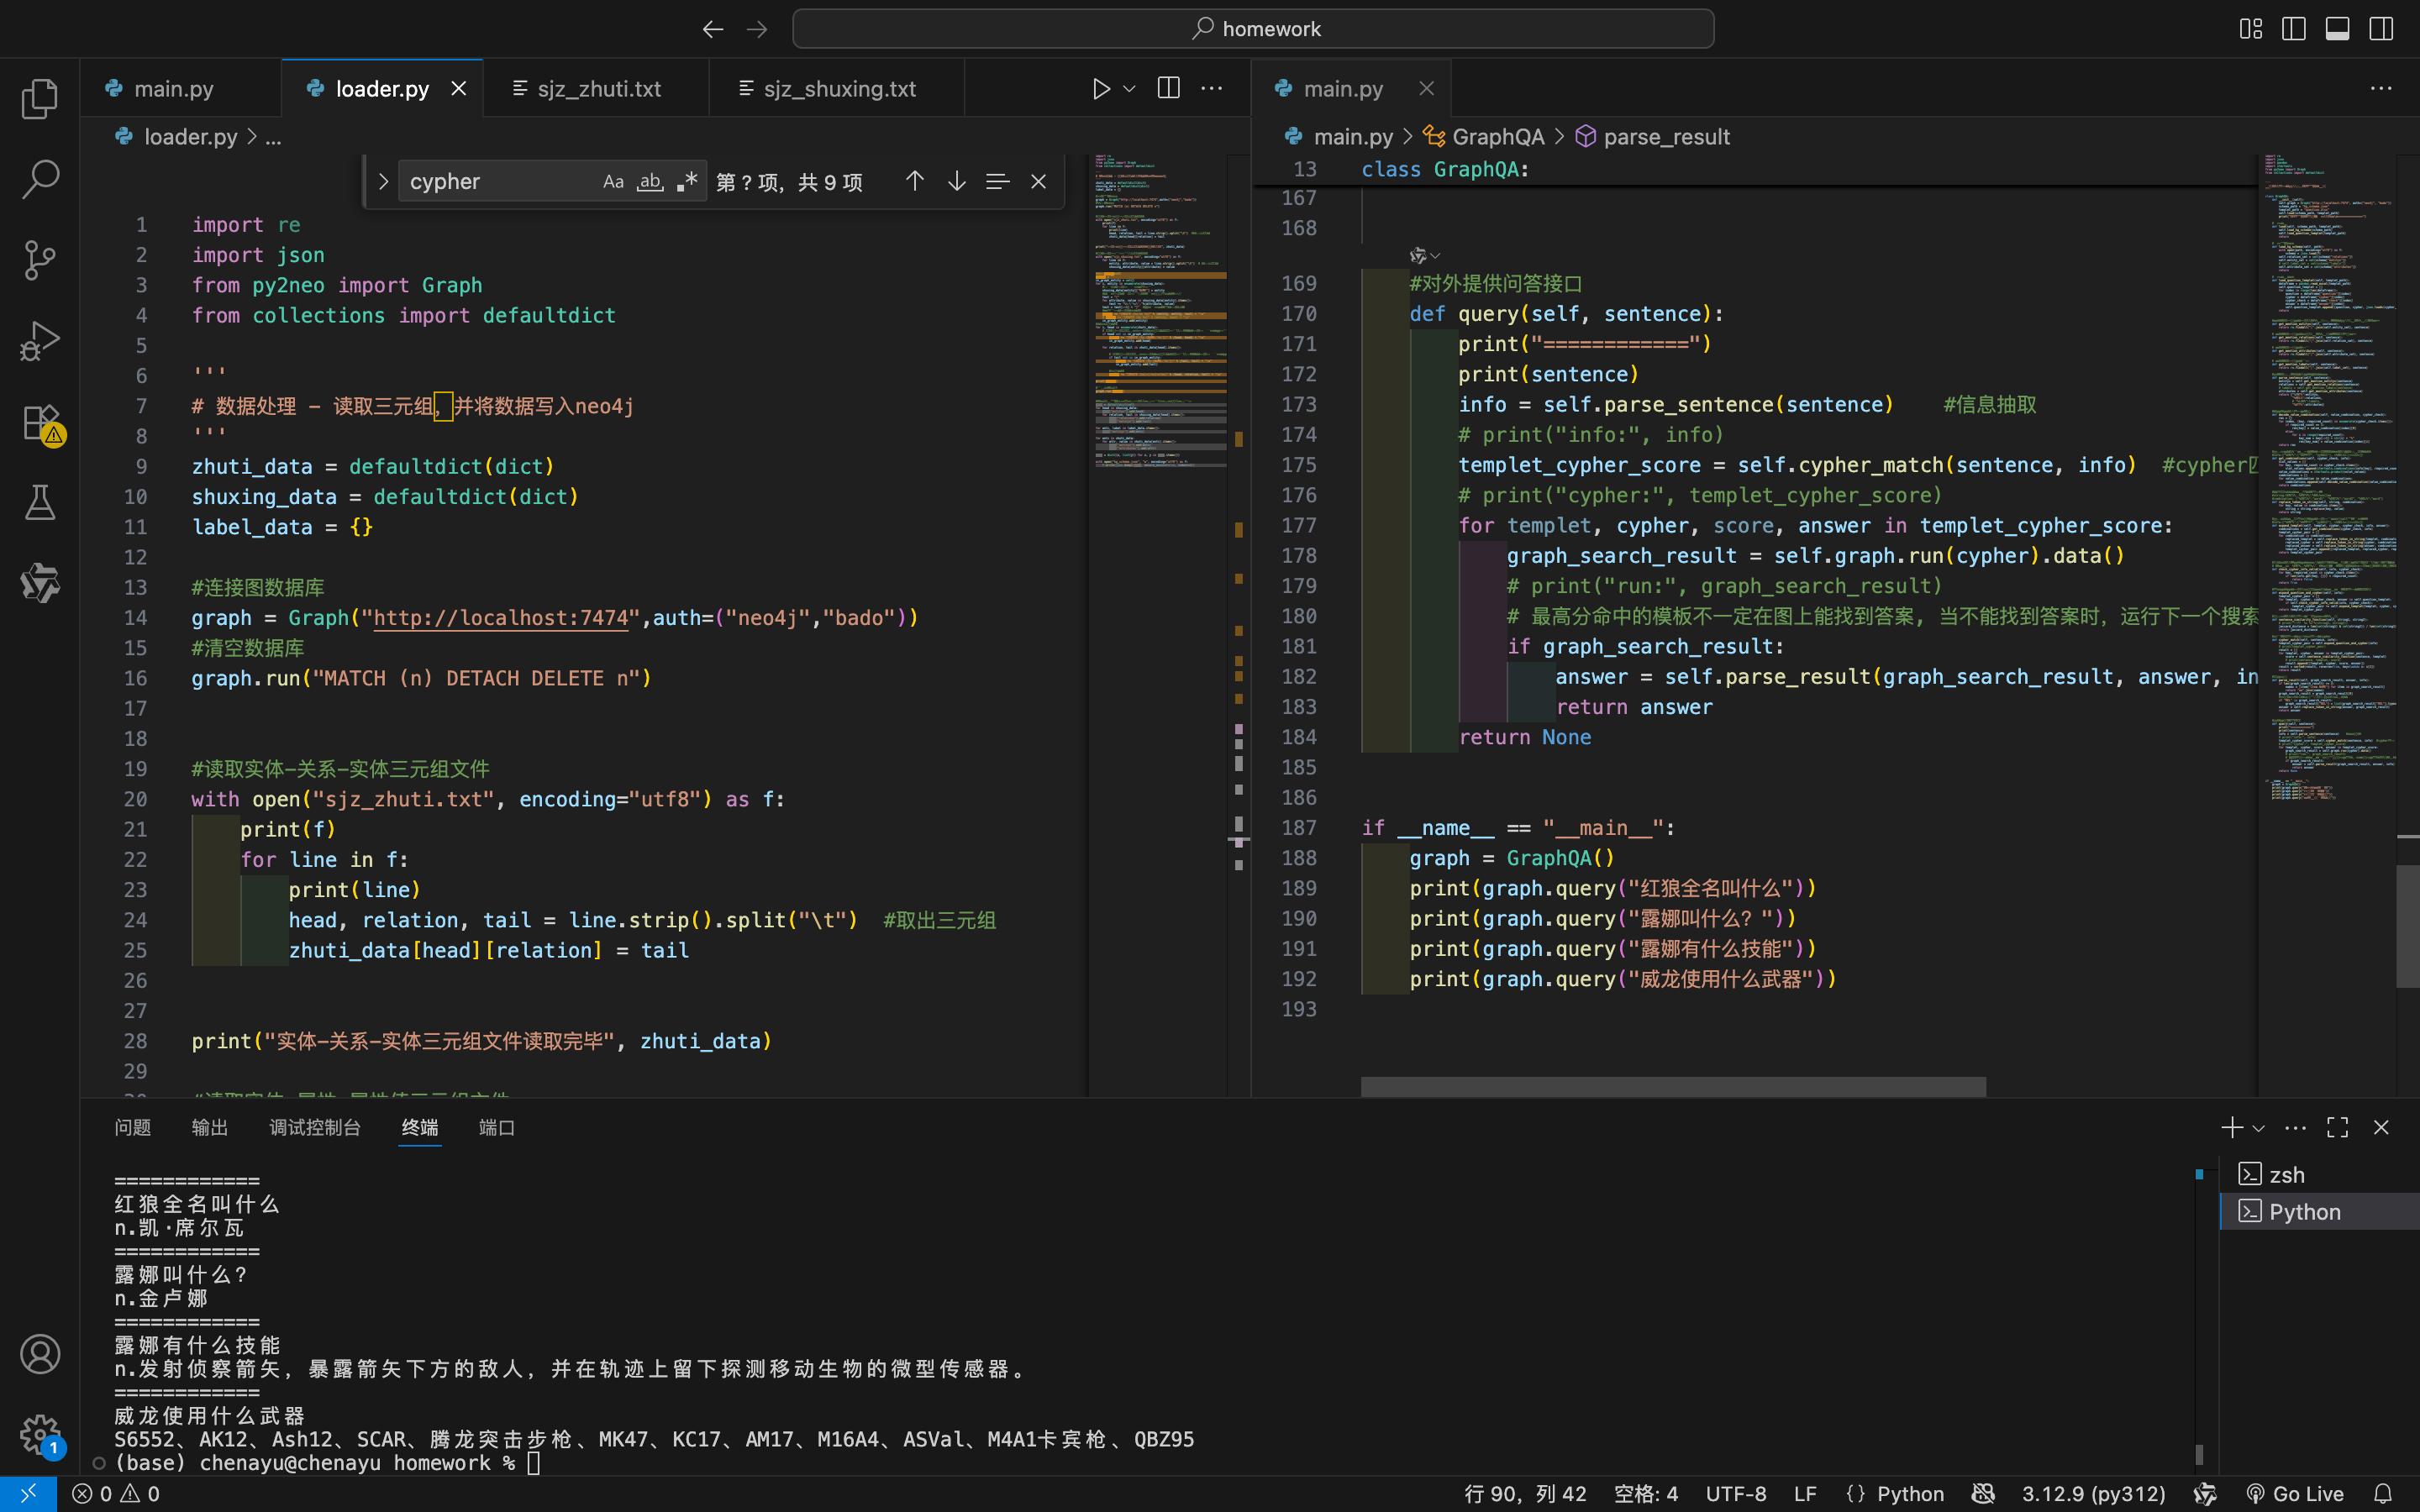 homework
main.py
loader.py
sjz_zhuti.txt
sjz_shuxing.txt
main.py
loader.py > ...
main.py > GraphQA > parse_result
cypher
Aa ab .* 第 ? 项，共 9 项
1 import re
2 import json
3 from py2neo import Graph
4 from collections import defaultdict
5
6 '''
7 # 数据处理 - 读取三元组，并将数据写入neo4j
8 '''
9 zhuti_data = defaultdict(dict)
10 shuxing_data = defaultdict(dict)
11 label_data = {}
12
13 #连接图数据库
14 graph = Graph("http://localhost:7474",auth=("neo4j","bado"))
15 #清空数据库
16 graph.run("MATCH (n) DETACH DELETE n")
17
18
19 #读取实体-关系-实体三元组文件
20 with open("sjz_zhuti.txt", encoding="utf8") as f:
21 print(f)
22 for line in f:
23 print(line)
24 head, relation, tail = line.strip().split("\t") #取出三元组
25 zhuti_data[head][relation] = tail
26
27
28 print("实体-关系-实体三元组文件读取完毕", zhuti_data)
29
13 class GraphQA:
167
168
169 #对外提供问答接口
170 def query(self, sentence):
171 print("============")
172 print(sentence)
173 info = self.parse_sentence(sentence) #信息抽取
174 # print("info:", info)
175 templet_cypher_score = self.cypher_match(sentence, info) #cypher
176 # print("cypher:", templet_cypher_score)
177 for templet, cypher, score, answer in templet_cypher_score:
178 graph_search_result = self.graph.run(cypher).data()
179 # print("run:", graph_search_result)
180 # 最高分命中的模板不一定在图上能找到答案, 当不能找到答案时，运行下一个搜索
181 if graph_search_result:
182 answer = self.parse_result(graph_search_result, answer, in
183 return answer
184 return None
185
186
187 if __name__ == "__main__":
188 graph = GraphQA()
189 print(graph.query("红狼全名叫什么"))
190 print(graph.query("露娜叫什么？"))
191 print(graph.query("露娜有什么技能"))
192 print(graph.query("威龙使用什么武器"))
193
问题 输出 调试控制台 终端 端口
============
红狼全名叫什么
n.凯·席尔瓦
============
露娜叫什么？
n.金卢娜
============
露娜有什么技能
n.发射侦察箭矢，暴露箭矢下方的敌人，并在轨迹上留下探测移动生物的微型传感器。
============
威龙使用什么武器
S6552、AK12、Ash12、SCAR、腾龙突击步枪、MK47、KC17、AM17、M16A4、ASVal、M4A1卡宾枪、QBZ95
(base) chenayu@chenayu homework %
zsh
Python
1
0 0
行 90，列 42 空格: 4 UTF-8 LF {} Python 3.12.9 (py312) Go Live